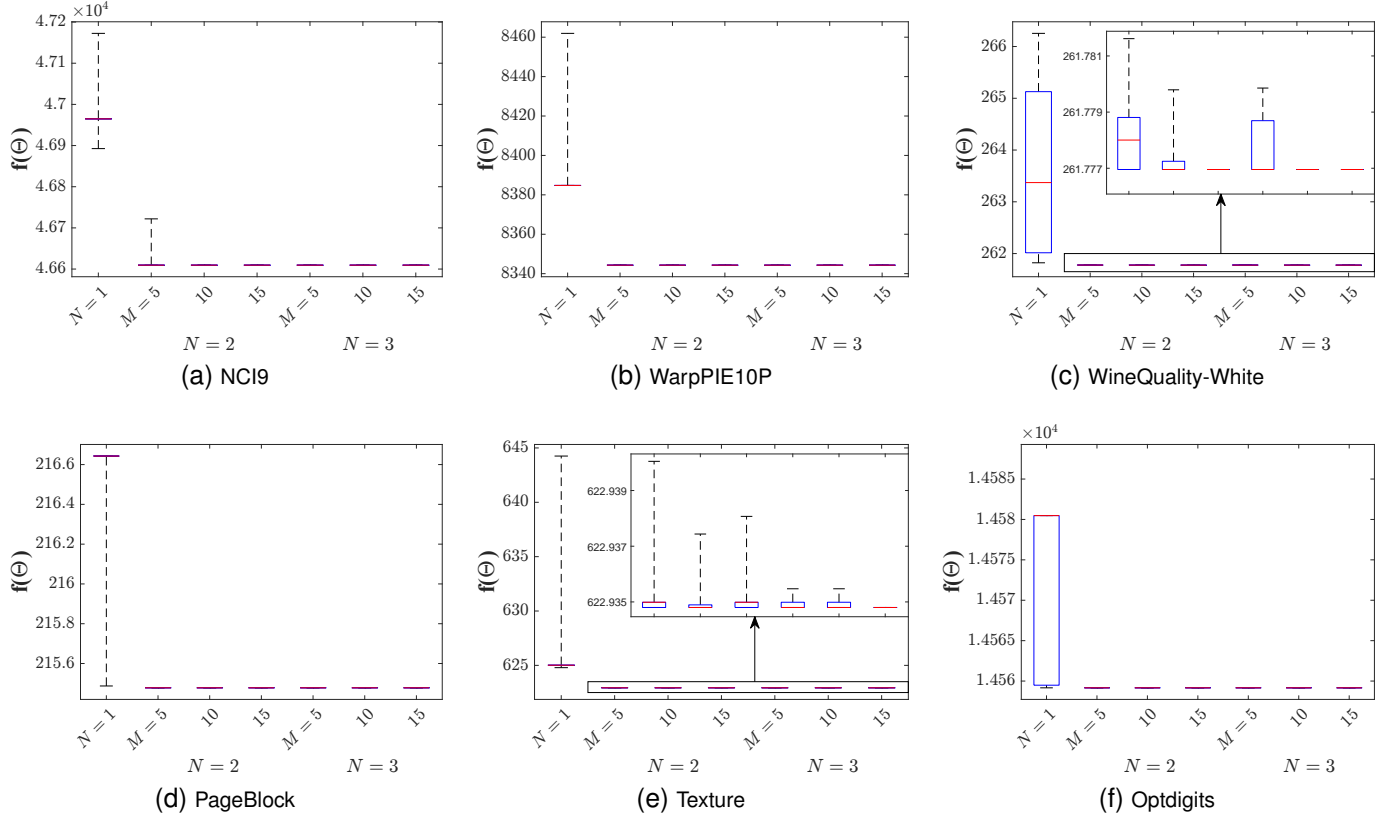 ×10⁴
4.72
4.71
4.7
4.69
4.68
4.67
4.66
f(Θ)
N = 1
M = 5
10
15
M = 5
10
15
N = 2
N = 3
(a) NCI9
8460
8440
8420
8400
8380
8360
8340
f(Θ)
N = 1
M = 5
10
15
M = 5
10
15
N = 2
N = 3
(b) WarpPIE10P
266
265
264
263
262
f(Θ)
261.781
261.779
261.777
N = 1
M = 5
10
15
M = 5
10
15
N = 2
N = 3
(c) WineQuality-White
216.6
216.4
216.2
216
215.8
215.6
f(Θ)
N = 1
M = 5
10
15
M = 5
10
15
N = 2
N = 3
(d) PageBlock
645
640
635
630
625
f(Θ)
622.939
622.937
622.935
N = 1
M = 5
10
15
M = 5
10
15
N = 2
N = 3
(e) Texture
×10⁴
1.4585
1.458
1.4575
1.457
1.4565
1.456
f(Θ)
N = 1
M = 5
10
15
M = 5
10
15
N = 2
N = 3
(f) Optdigits